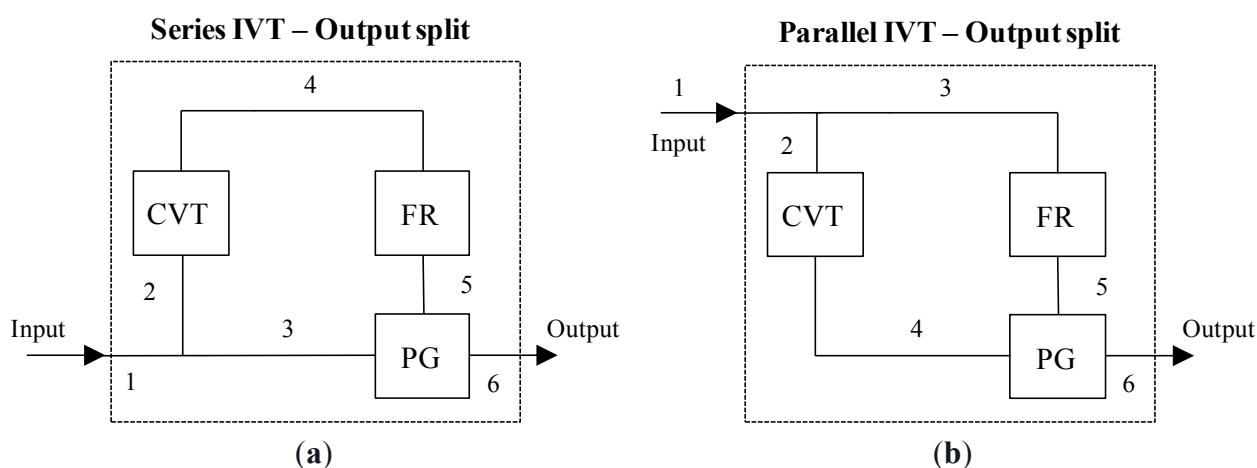 Series IVT – Output split
4
CVT
FR
2
5
Input
3
Output
PG
1
6
(a)
Parallel IVT – Output split
1
3
Input
2
CVT
FR
5
4
Output
PG
6
(b)